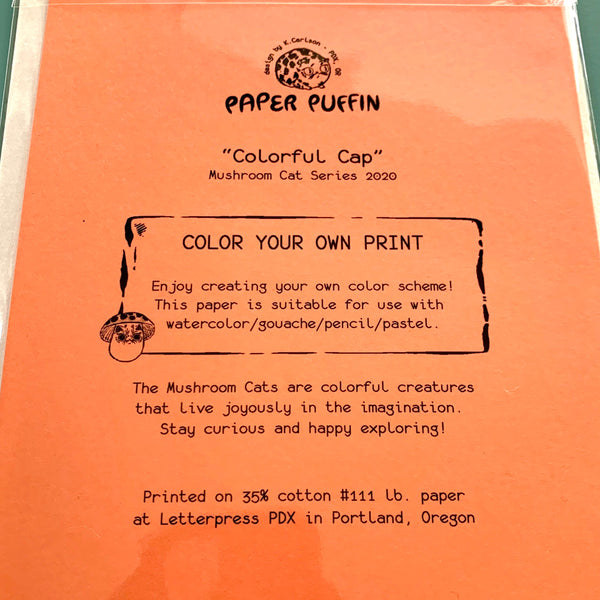 design by K.Carlson - PDX, OR
PAPER PUFFIN
"Colorful Cap"
Mushroom Cat Series 2020
COLOR YOUR OWN PRINT
Enjoy creating your own color scheme!
This paper is suitable for use with
watercolor/gouache/pencil/pastel.
The Mushroom Cats are colorful creatures
that live joyously in the imagination.
Stay curious and happy exploring!
Printed on 35% cotton #111 lb. paper
at Letterpress PDX in Portland, Oregon